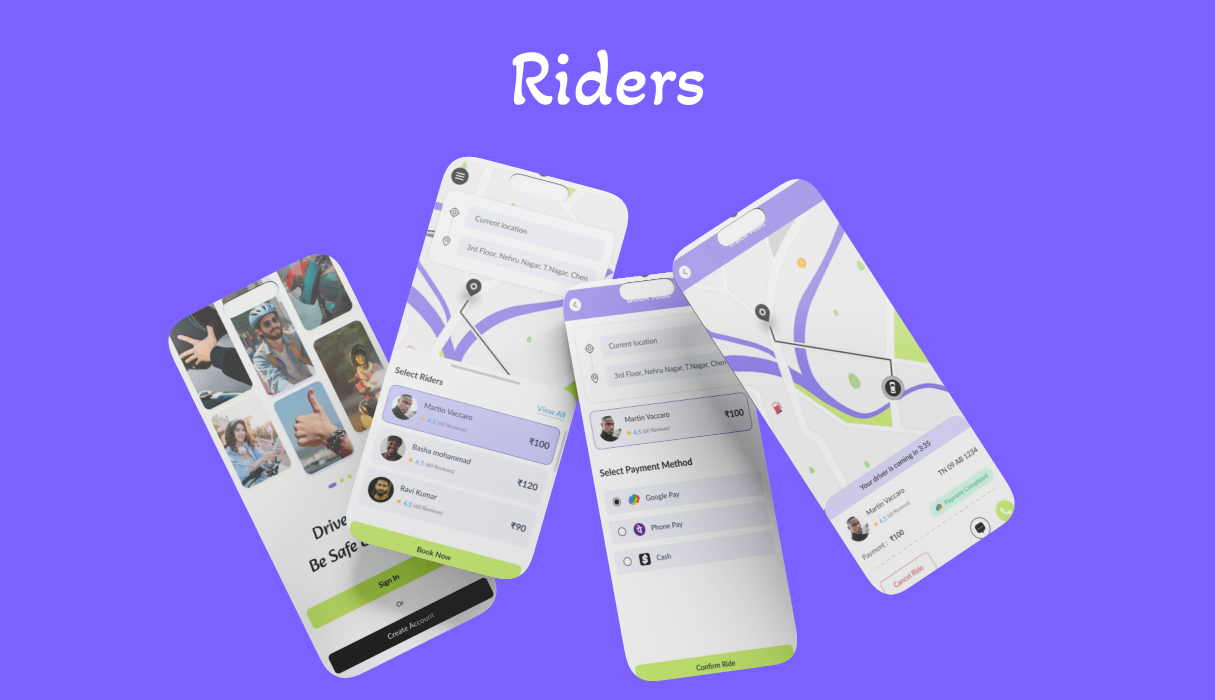 Riders
Drive
Be Safe
Sign In
Or
Create Account
Current location
3rd Floor, Nehru Nagar, T.Nagar, Chen
Select Riders
View All
Martin Vaccaro
4.5 (60 Reviews)
₹100
Basha mohammad
4.5 (60 Reviews)
₹120
Ravi Kumar
4.5 (60 Reviews)
₹90
Book Now
Book Ride
Current location
3rd Floor, Nehru Nagar, T.Nagar, Chen
Martin Vaccaro
4.5 (60 Reviews)
₹100
Select Payment Method
Google Pay
Phone Pay
Cash
Confirm Ride
Your driver is coming in 3:35
Martin Vaccaro
4.5 (60 Reviews)
TN 09 AB 1234
Payment : ₹100
Payment Completed
Cancel Ride